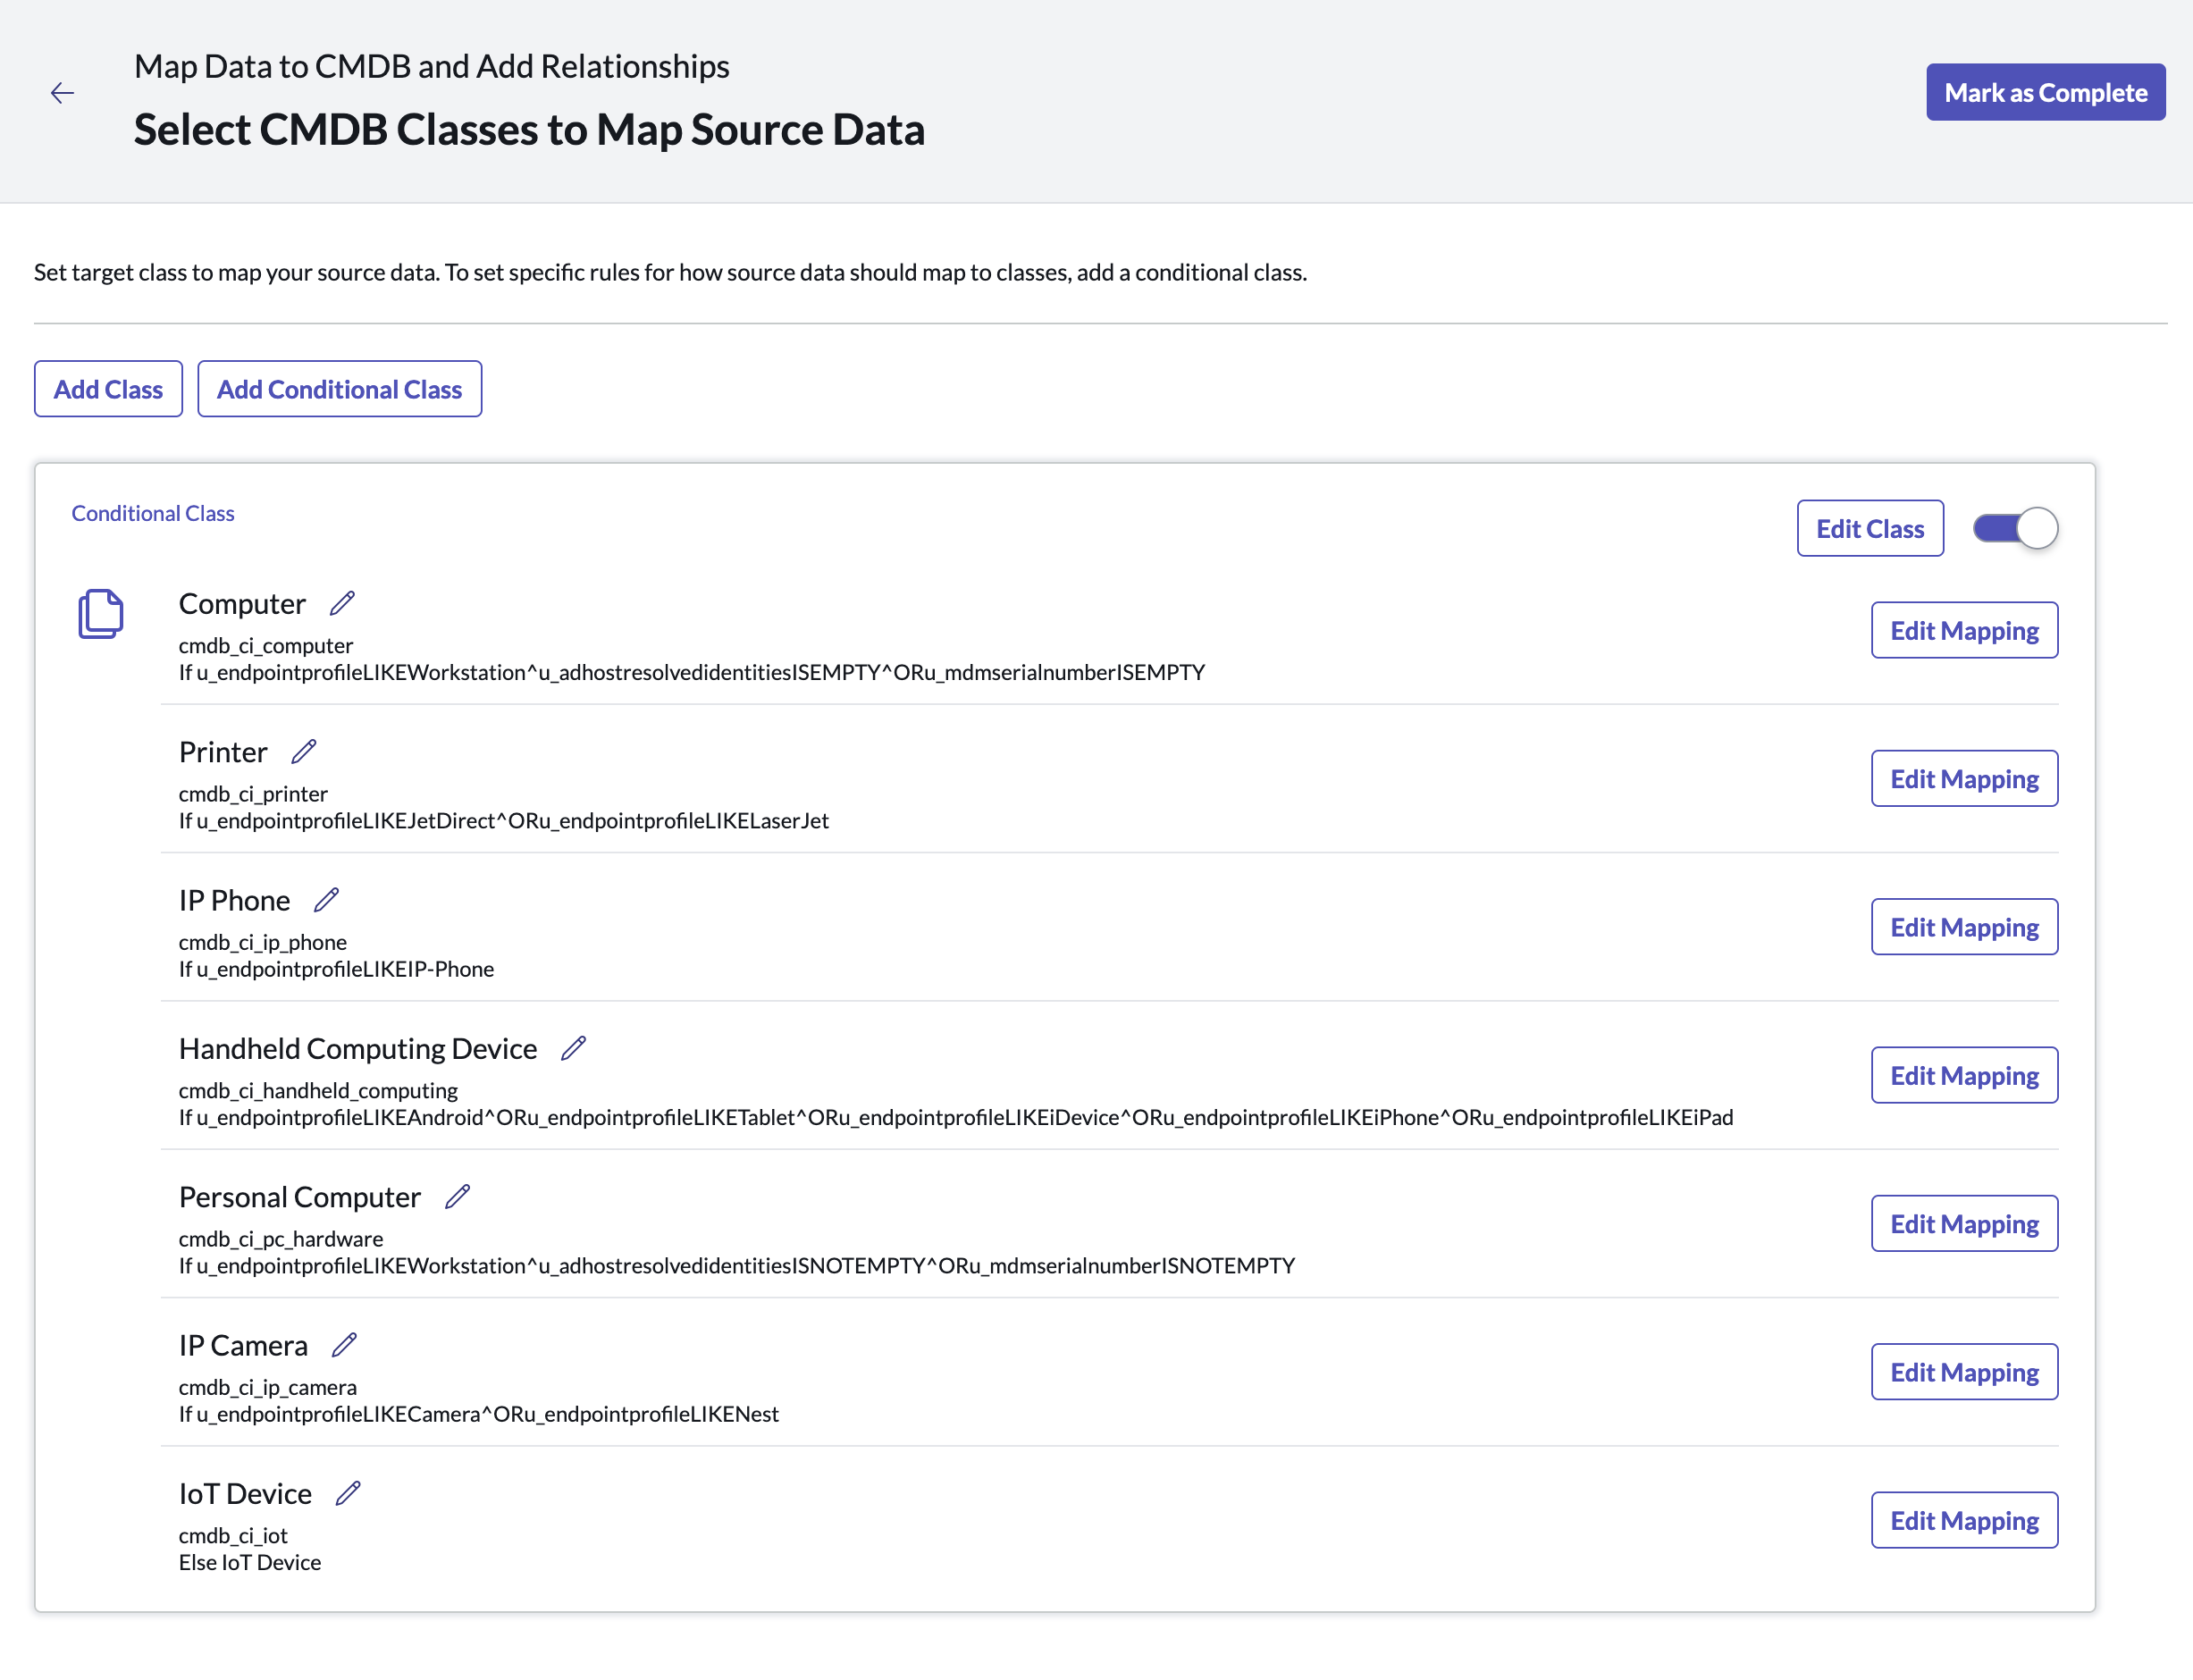 Map Data to CMDB and Add Relationships
Select CMDB Classes to Map Source Data
Mark as Complete
Set target class to map your source data. To set specific rules for how source data should map to classes, add a conditional class.
Add Class
Add Conditional Class
Conditional Class
Edit Class
Computer
cmdb_ci_computer
If u_endpointprofileLIKEWorkstation^u_adhostresolvedidentitiesISEMPTY^ORu_mdmserialnumberISEMPTY
Edit Mapping
Printer
cmdb_ci_printer
If u_endpointprofileLIKEJetDirect^ORu_endpointprofileLIKELaserJet
Edit Mapping
IP Phone
cmdb_ci_ip_phone
If u_endpointprofileLIKEIP-Phone
Edit Mapping
Handheld Computing Device
cmdb_ci_handheld_computing
If u_endpointprofileLIKEAndroid^ORu_endpointprofileLIKETablet^ORu_endpointprofileLIKEiDevice^ORu_endpointprofileLIKEiPhone^ORu_endpointprofileLIKEiPad
Edit Mapping
Personal Computer
cmdb_ci_pc_hardware
If u_endpointprofileLIKEWorkstation^u_adhostresolvedidentitiesISNOTEMPTY^ORu_mdmserialnumberISNOTEMPTY
Edit Mapping
IP Camera
cmdb_ci_ip_camera
If u_endpointprofileLIKECamera^ORu_endpointprofileLIKENest
Edit Mapping
IoT Device
cmdb_ci_iot
Else IoT Device
Edit Mapping